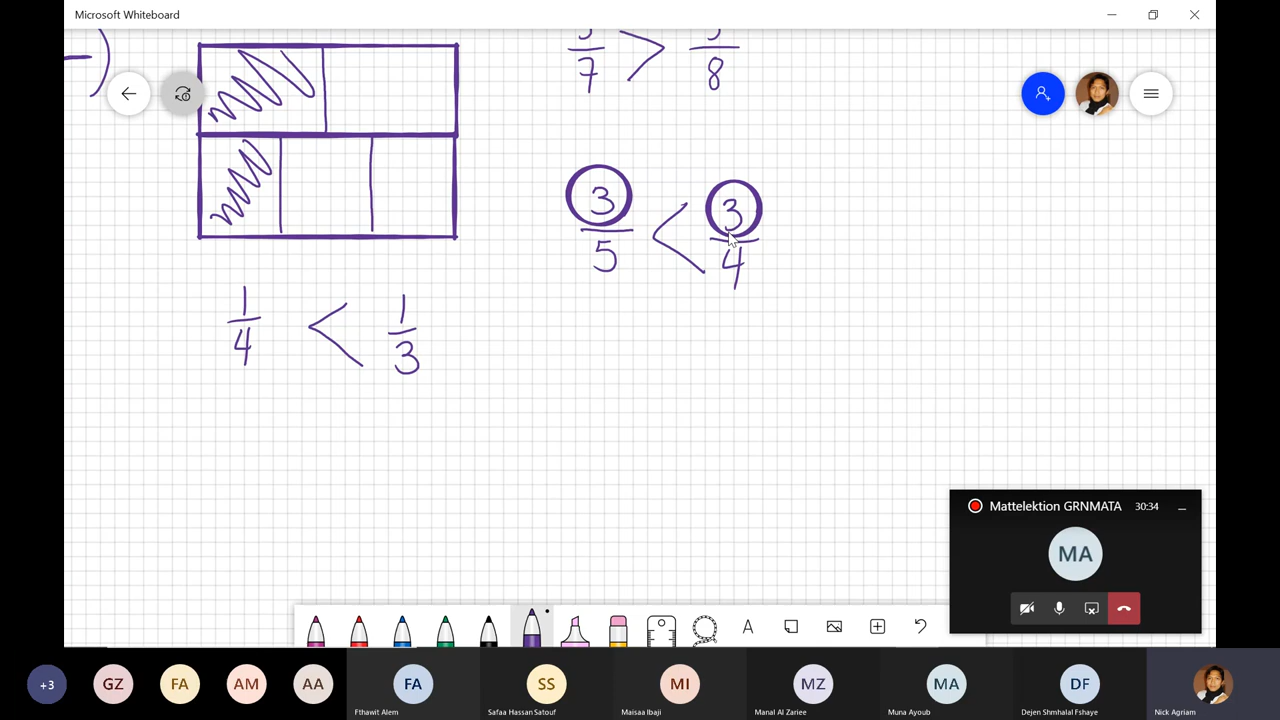 Microsoft Whiteboard
7 > 8
3/5 < 3/4
1/4 < 1/3
Mattelektion GRNMATA 30:34
MA
A
+3 GZ FA AM AA FA SS MI MZ MA DF
Fthawit Alem Safaa Hassan Satouf Maisaa Ibaji Manal Al Zariee Muna Ayoub Dejen Shmhalal Fshaye Nick Agriam